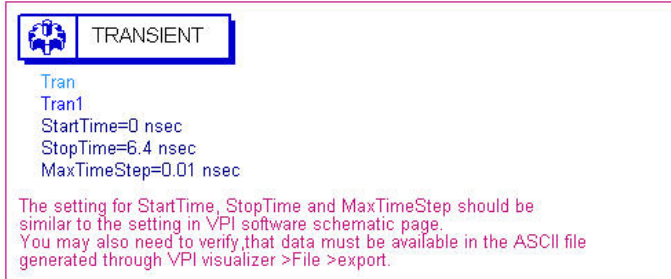 TRANSIENT
Tran
Tran1
StartTime=0 nsec
StopTime=6.4 nsec
MaxTimeStep=0.01 nsec
The setting for StartTime, StopTime and MaxTimeStep should be
similar to the setting in VPI software schematic page.
You may also need to verify,that data must be available in the ASCII file
generated through VPI visualizer >File >export.